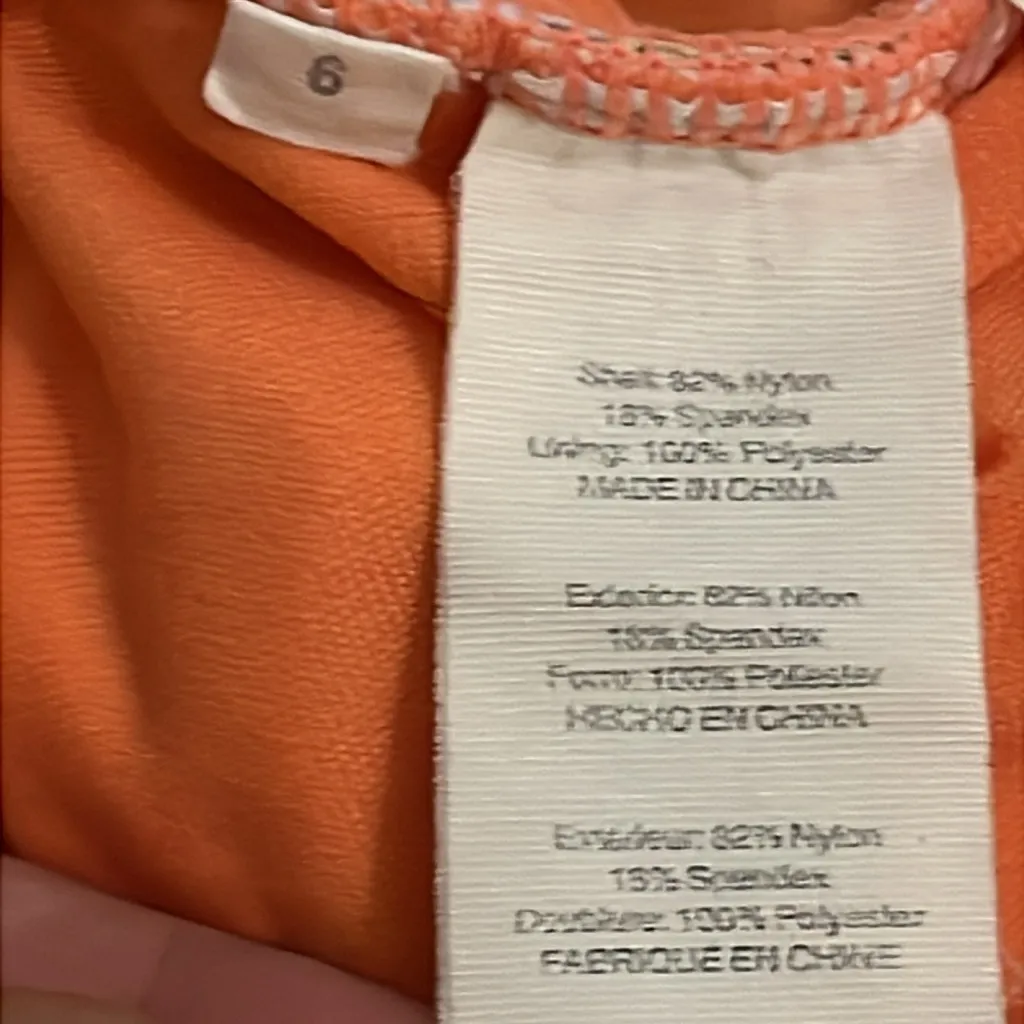 6
Shell: 82% Nylon
18% Spandex
Lining: 100% Polyester
MADE IN CHINA
Exterior: 82% Nilon
18% Spandex
Forro: 100% Poliester
HECHO EN CHINA
Extérieur: 82% Nylon
18% Spandex
Doublure: 100% Polyester
FABRIQUE EN CHINE